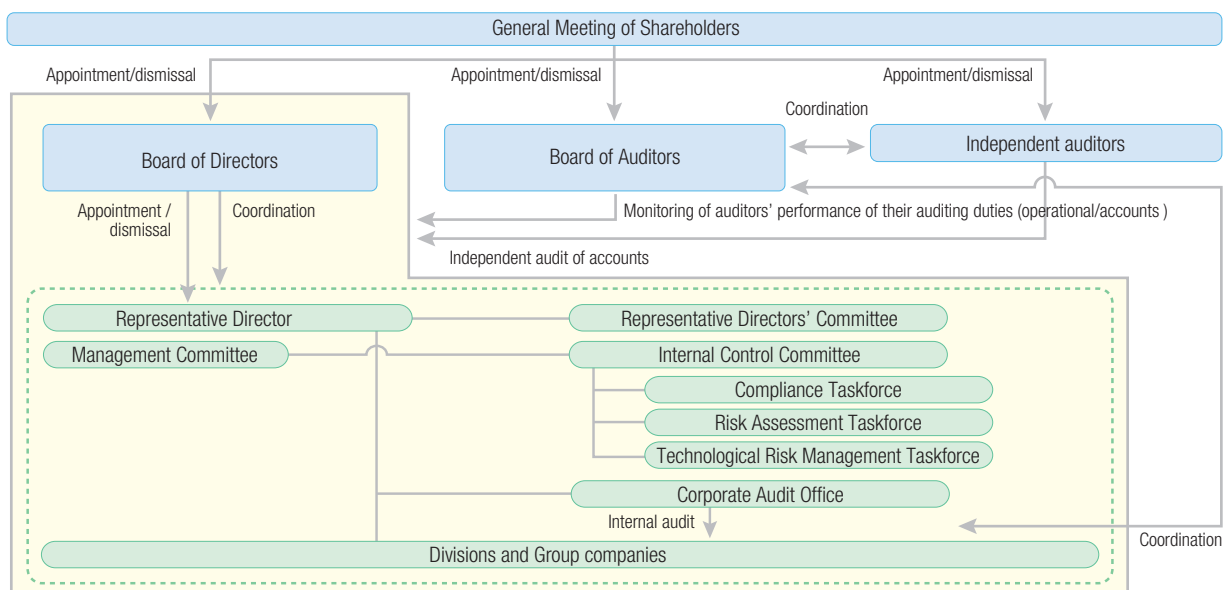 General Meeting of Shareholders
Appointment/dismissal
Appointment/dismissal
Appointment/dismissal
Coordination
Board of Directors
Board of Auditors
Independent auditors
Appointment /
dismissal
Coordination
Monitoring of auditors’ performance of their auditing duties (operational/accounts )
Independent audit of accounts
Representative Director
Representative Directors’ Committee
Management Committee
Internal Control Committee
Compliance Taskforce
Risk Assessment Taskforce
Technological Risk Management Taskforce
Corporate Audit Office
Internal audit
Coordination
Divisions and Group companies